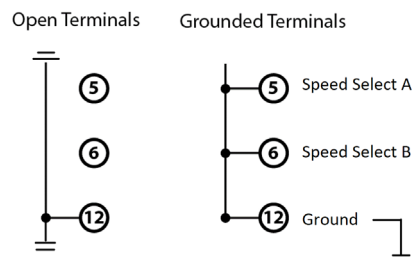 Open Terminals Grounded Terminals
5 5 Speed Select A
6 6 Speed Select B
12 12 Ground